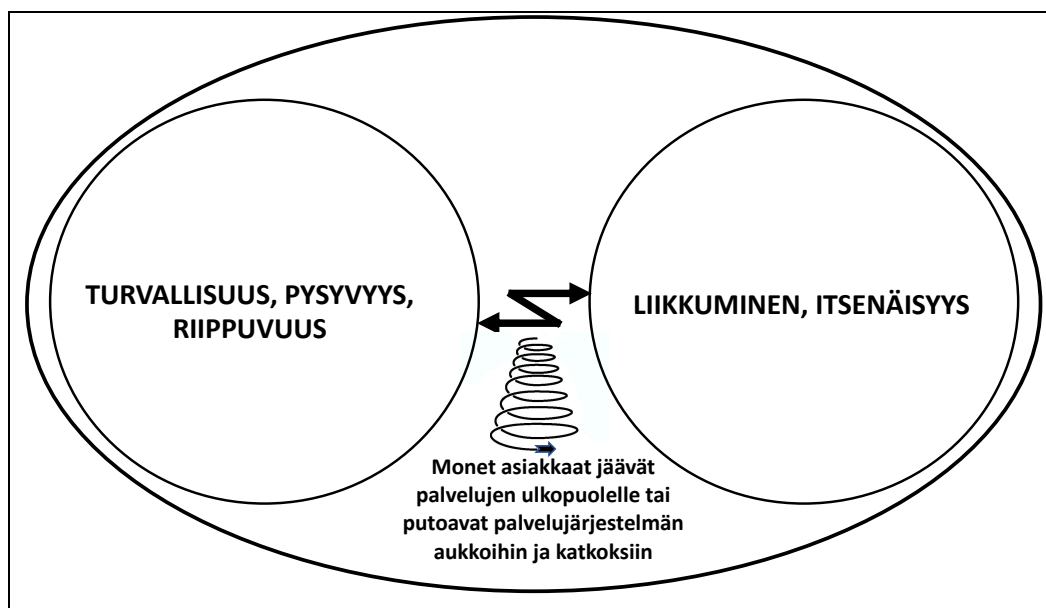 TURVALLISUUS, PYSYVYYS,
RIIPPUVUUS
LIIKKUMINEN, ITSENÄISYYS
Monet asiakkaat jäävät
palvelujen ulkopuolelle tai
putoavat palvelujärjestelmän
aukkoihin ja katkoksiin